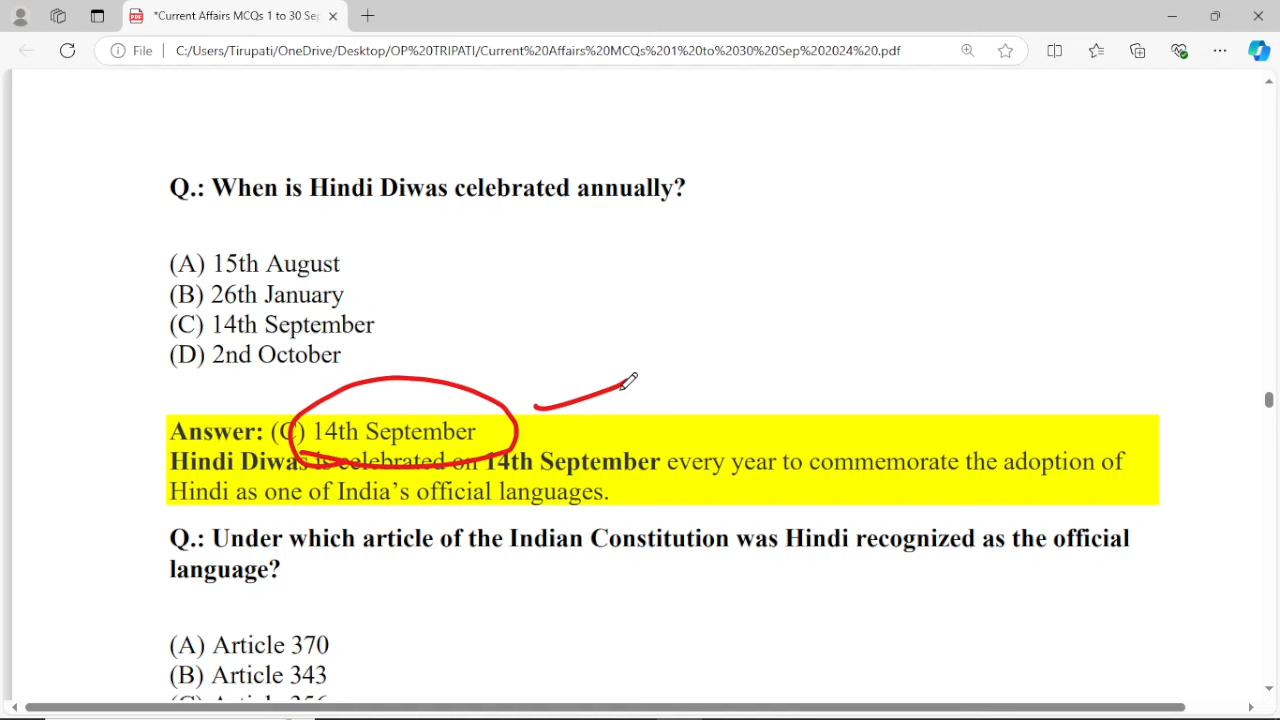 *Current Affairs MCQs 1 to 30 Sep
File
C:/Users/Tirupati/OneDrive/Desktop/OP%20TRIPATI/Current%20Affairs%20MCQs%201%20to%2030%20Sep%202024%20.pdf
Q.: When is Hindi Diwas celebrated annually?
(A) 15th August
(B) 26th January
(C) 14th September
(D) 2nd October
Answer: (C) 14th September
Hindi Diwas is celebrated on 14th September every year to commemorate the adoption of
Hindi as one of India’s official languages.
Q.: Under which article of the Indian Constitution was Hindi recognized as the official
language?
(A) Article 370
(B) Article 343
(C) Article 356